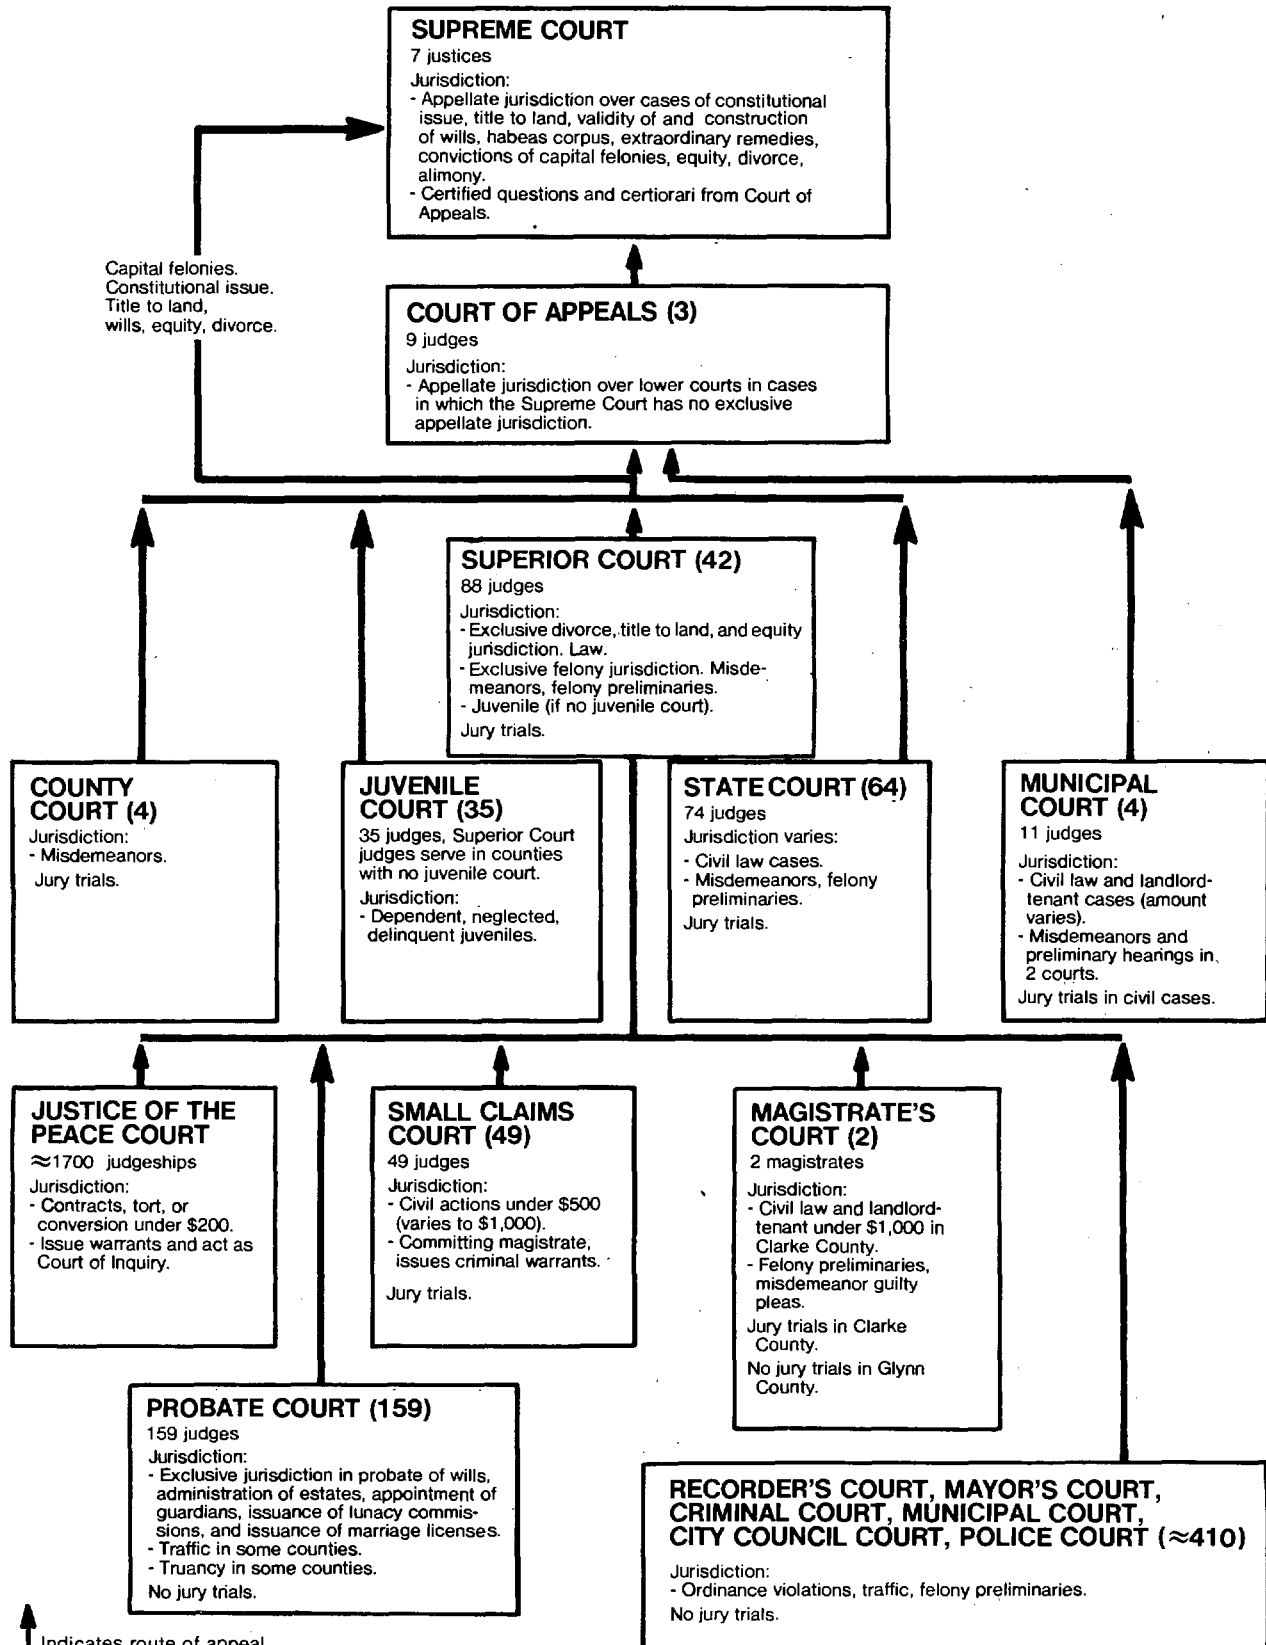 SUPREME COURT
7 justices
Jurisdiction:
- Appellate jurisdiction over cases of constitutional
issue, title to land, validity of and construction
of wills, habeas corpus, extraordinary remedies,
convictions of capital felonies, equity, divorce,
alimony.
- Certified questions and certiorari from Court of
Appeals.
Capital felonies.
Constitutional issue.
Title to land,
wills, equity, divorce.
COURT OF APPEALS (3)
9 judges
Jurisdiction:
- Appellate jurisdiction over lower courts in cases
in which the Supreme Court has no exclusive
appellate jurisdiction.
SUPERIOR COURT (42)
88 judges
Jurisdiction:
- Exclusive divorce, title to land, and equity
jurisdiction. Law.
- Exclusive felony jurisdiction. Misde-
meanors, felony preliminaries.
- Juvenile (if no juvenile court).
Jury trials.
COUNTY
COURT (4)
Jurisdiction:
- Misdemeanors.
Jury trials.
JUVENILE
COURT (35)
35 judges, Superior Court
judges serve in counties
with no juvenile court.
Jurisdiction:
- Dependent, neglected,
delinquent juveniles.
STATE COURT (64)
74 judges
Jurisdiction varies:
- Civil law cases.
- Misdemeanors, felony
preliminaries.
Jury trials.
MUNICIPAL
COURT (4)
11 judges
Jurisdiction:
- Civil law and landlord-
tenant cases (amount
varies).
- Misdemeanors and
preliminary hearings in
2 courts.
Jury trials in civil cases.
JUSTICE OF THE
PEACE COURT
≈1700 judgeships
Jurisdiction:
- Contracts, tort, or
conversion under $200.
- Issue warrants and act as
Court of Inquiry.
SMALL CLAIMS
COURT (49)
49 judges
Jurisdiction:
- Civil actions under $500
(varies to $1,000).
- Committing magistrate,
issues criminal warrants.
Jury trials.
MAGISTRATE'S
COURT (2)
2 magistrates
Jurisdiction:
- Civil law and landlord-
tenant under $1,000 in
Clarke County.
- Felony preliminaries,
misdemeanor guilty
pleas.
Jury trials in Clarke
County.
No jury trials in Glynn
County.
PROBATE COURT (159)
159 judges
Jurisdiction:
- Exclusive jurisdiction in probate of wills,
administration of estates, appointment of
guardians, issuance of lunacy commis-
sions, and issuance of marriage licenses.
- Traffic in some counties.
- Truancy in some counties.
No jury trials.
RECORDER'S COURT, MAYOR'S COURT,
CRIMINAL COURT, MUNICIPAL COURT,
CITY COUNCIL COURT, POLICE COURT (≈410)
Jurisdiction:
- Ordinance violations, traffic, felony preliminaries.
No jury trials.
Indicates route of appeal